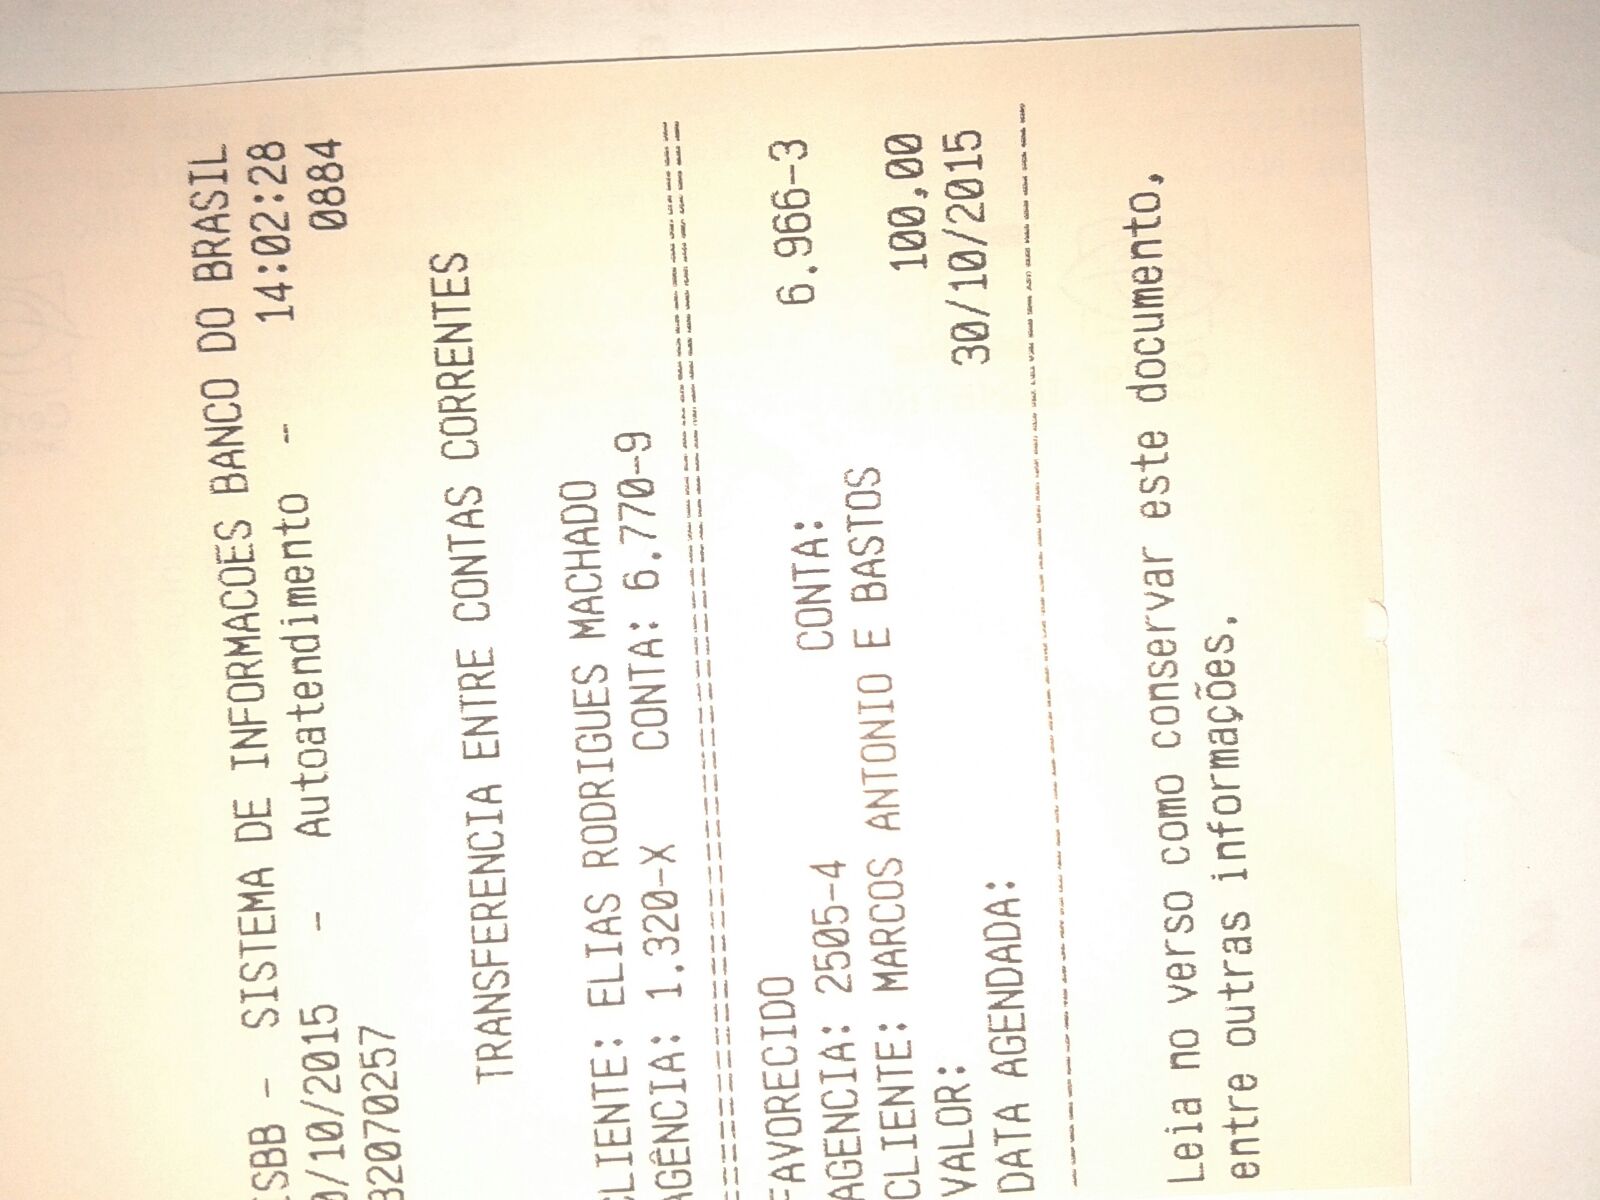 ISBB - SISTEMA DE INFORMACOES BANCO DO BRASIL
0/10/2015 - Autoatendimento - 14:02:28
32070257 0884
TRANSFERENCIA ENTRE CONTAS CORRENTES
CLIENTE: ELIAS RODRIGUES MACHADO
AGÊNCIA: 1.320-X CONTA: 6.770-9
FAVORECIDO
AGENCIA: 2505-4 CONTA: 6.966-3
CLIENTE: MARCOS ANTONIO E BASTOS
VALOR: 100,00
DATA AGENDADA: 30/10/2015
Leia no verso como conservar este documento,
entre outras informações.